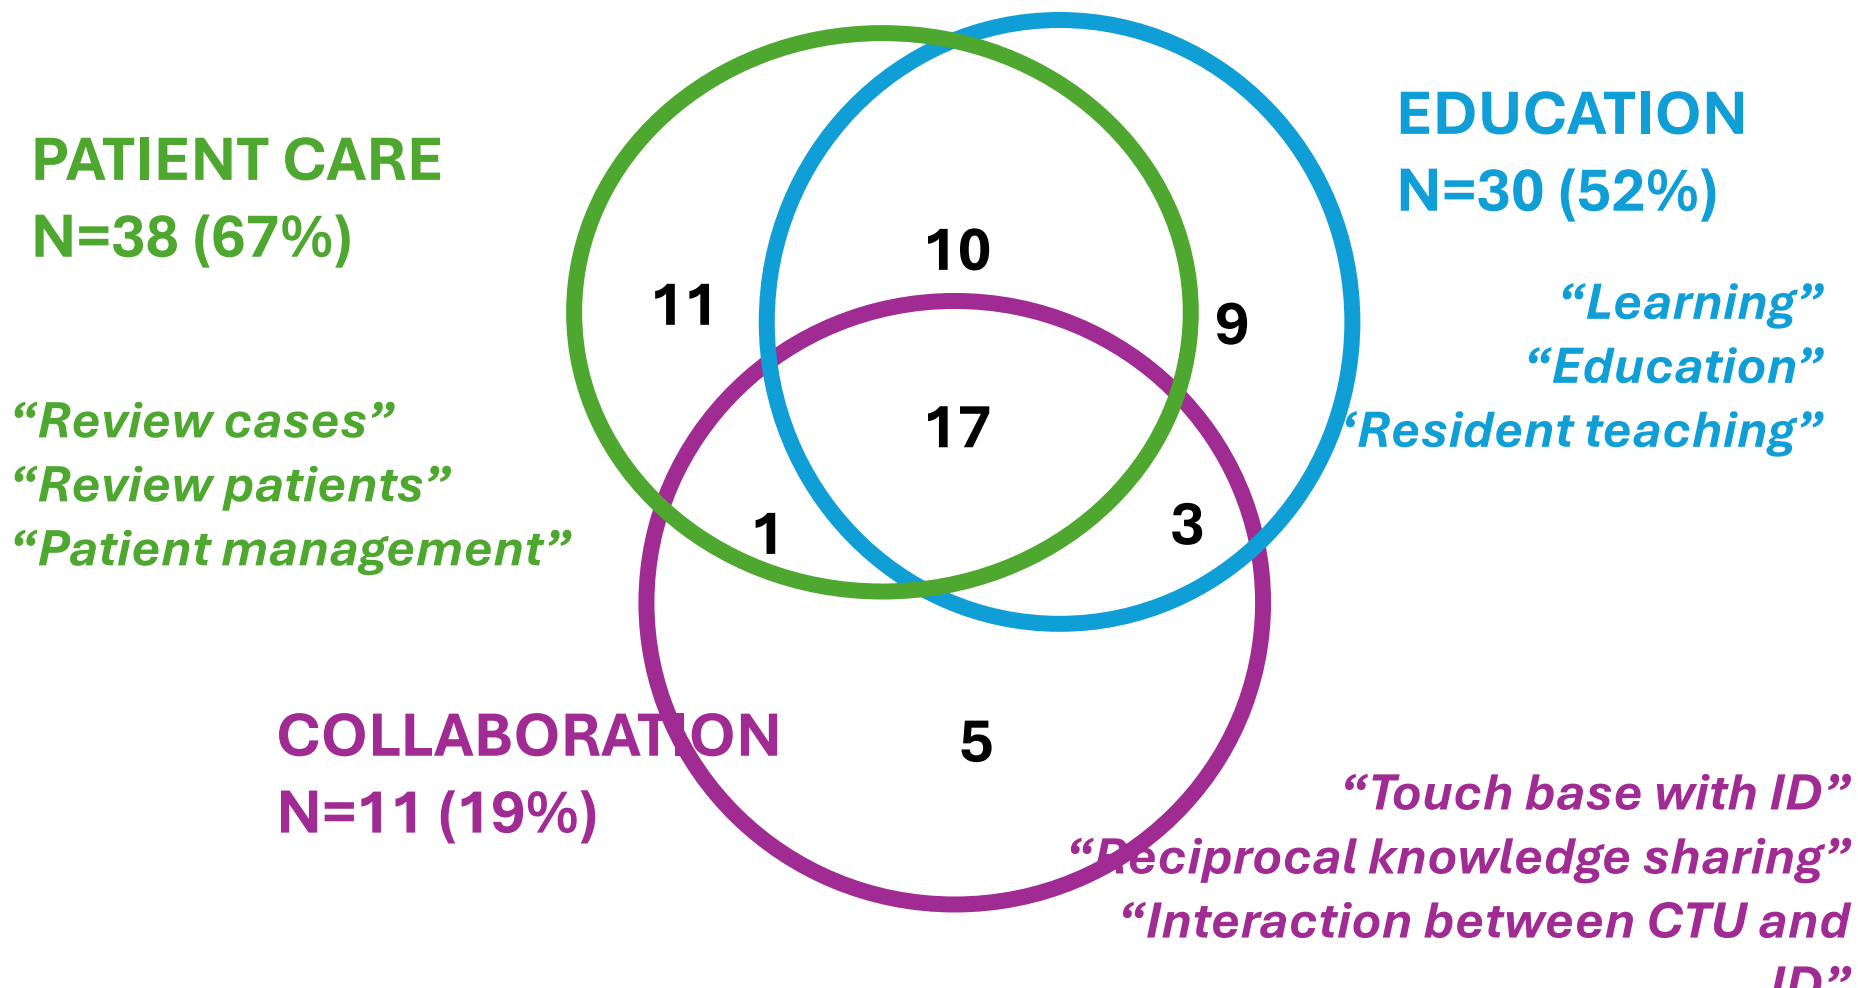 PATIENT CARE
N=38 (67%)
EDUCATION
N=30 (52%)
“Learning”
“Education”
‘Resident teaching”
“Review cases”
“Review patients”
“Patient management”
10
11
9
17
1
3
5
COLLABORATION
N=11 (19%)
“Touch base with ID”
“Reciprocal knowledge sharing”
“Interaction between CTU and
ID”